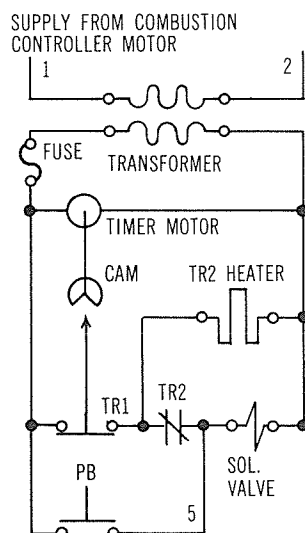 SUPPLY FROM COMBUSTION
CONTROLLER MOTOR
1 2
FUSE
TRANSFORMER
TIMER MOTOR
CAM
TR2 HEATER
TR1
TR2
PB
5
SOL.
VALVE